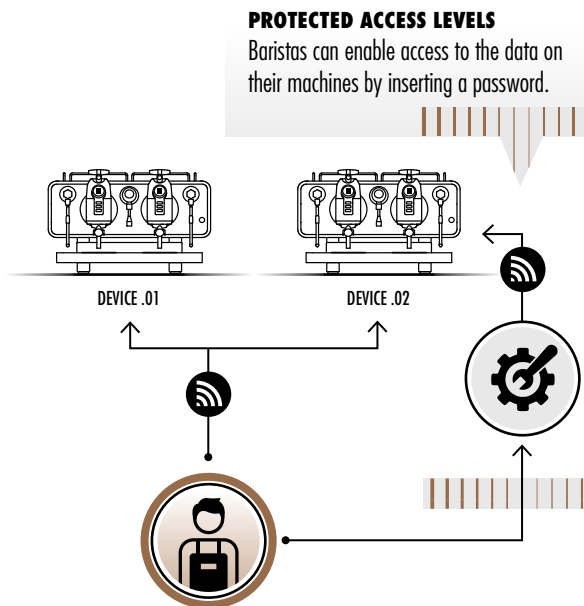 PROTECTED ACCESS LEVELS
Baristas can enable access to the data on
their machines by inserting a password.
DEVICE .01
DEVICE .02